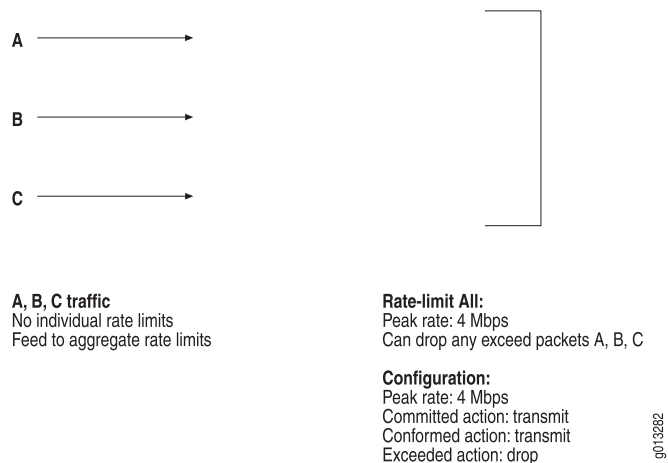 A
B
C
A, B, C traffic
No individual rate limits
Feed to aggregate rate limits
Rate-limit All:
Peak rate: 4 Mbps
Can drop any exceed packets A, B, C
Configuration:
Peak rate: 4 Mbps
Committed action: transmit
Conformed action: transmit
Exceeded action: drop
g013282